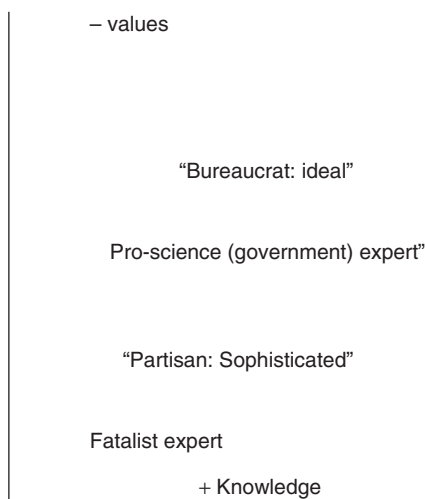 – values
“Bureaucrat: ideal”
Pro-science (government) expert”
“Partisan: Sophisticated”
Fatalist expert
+ Knowledge